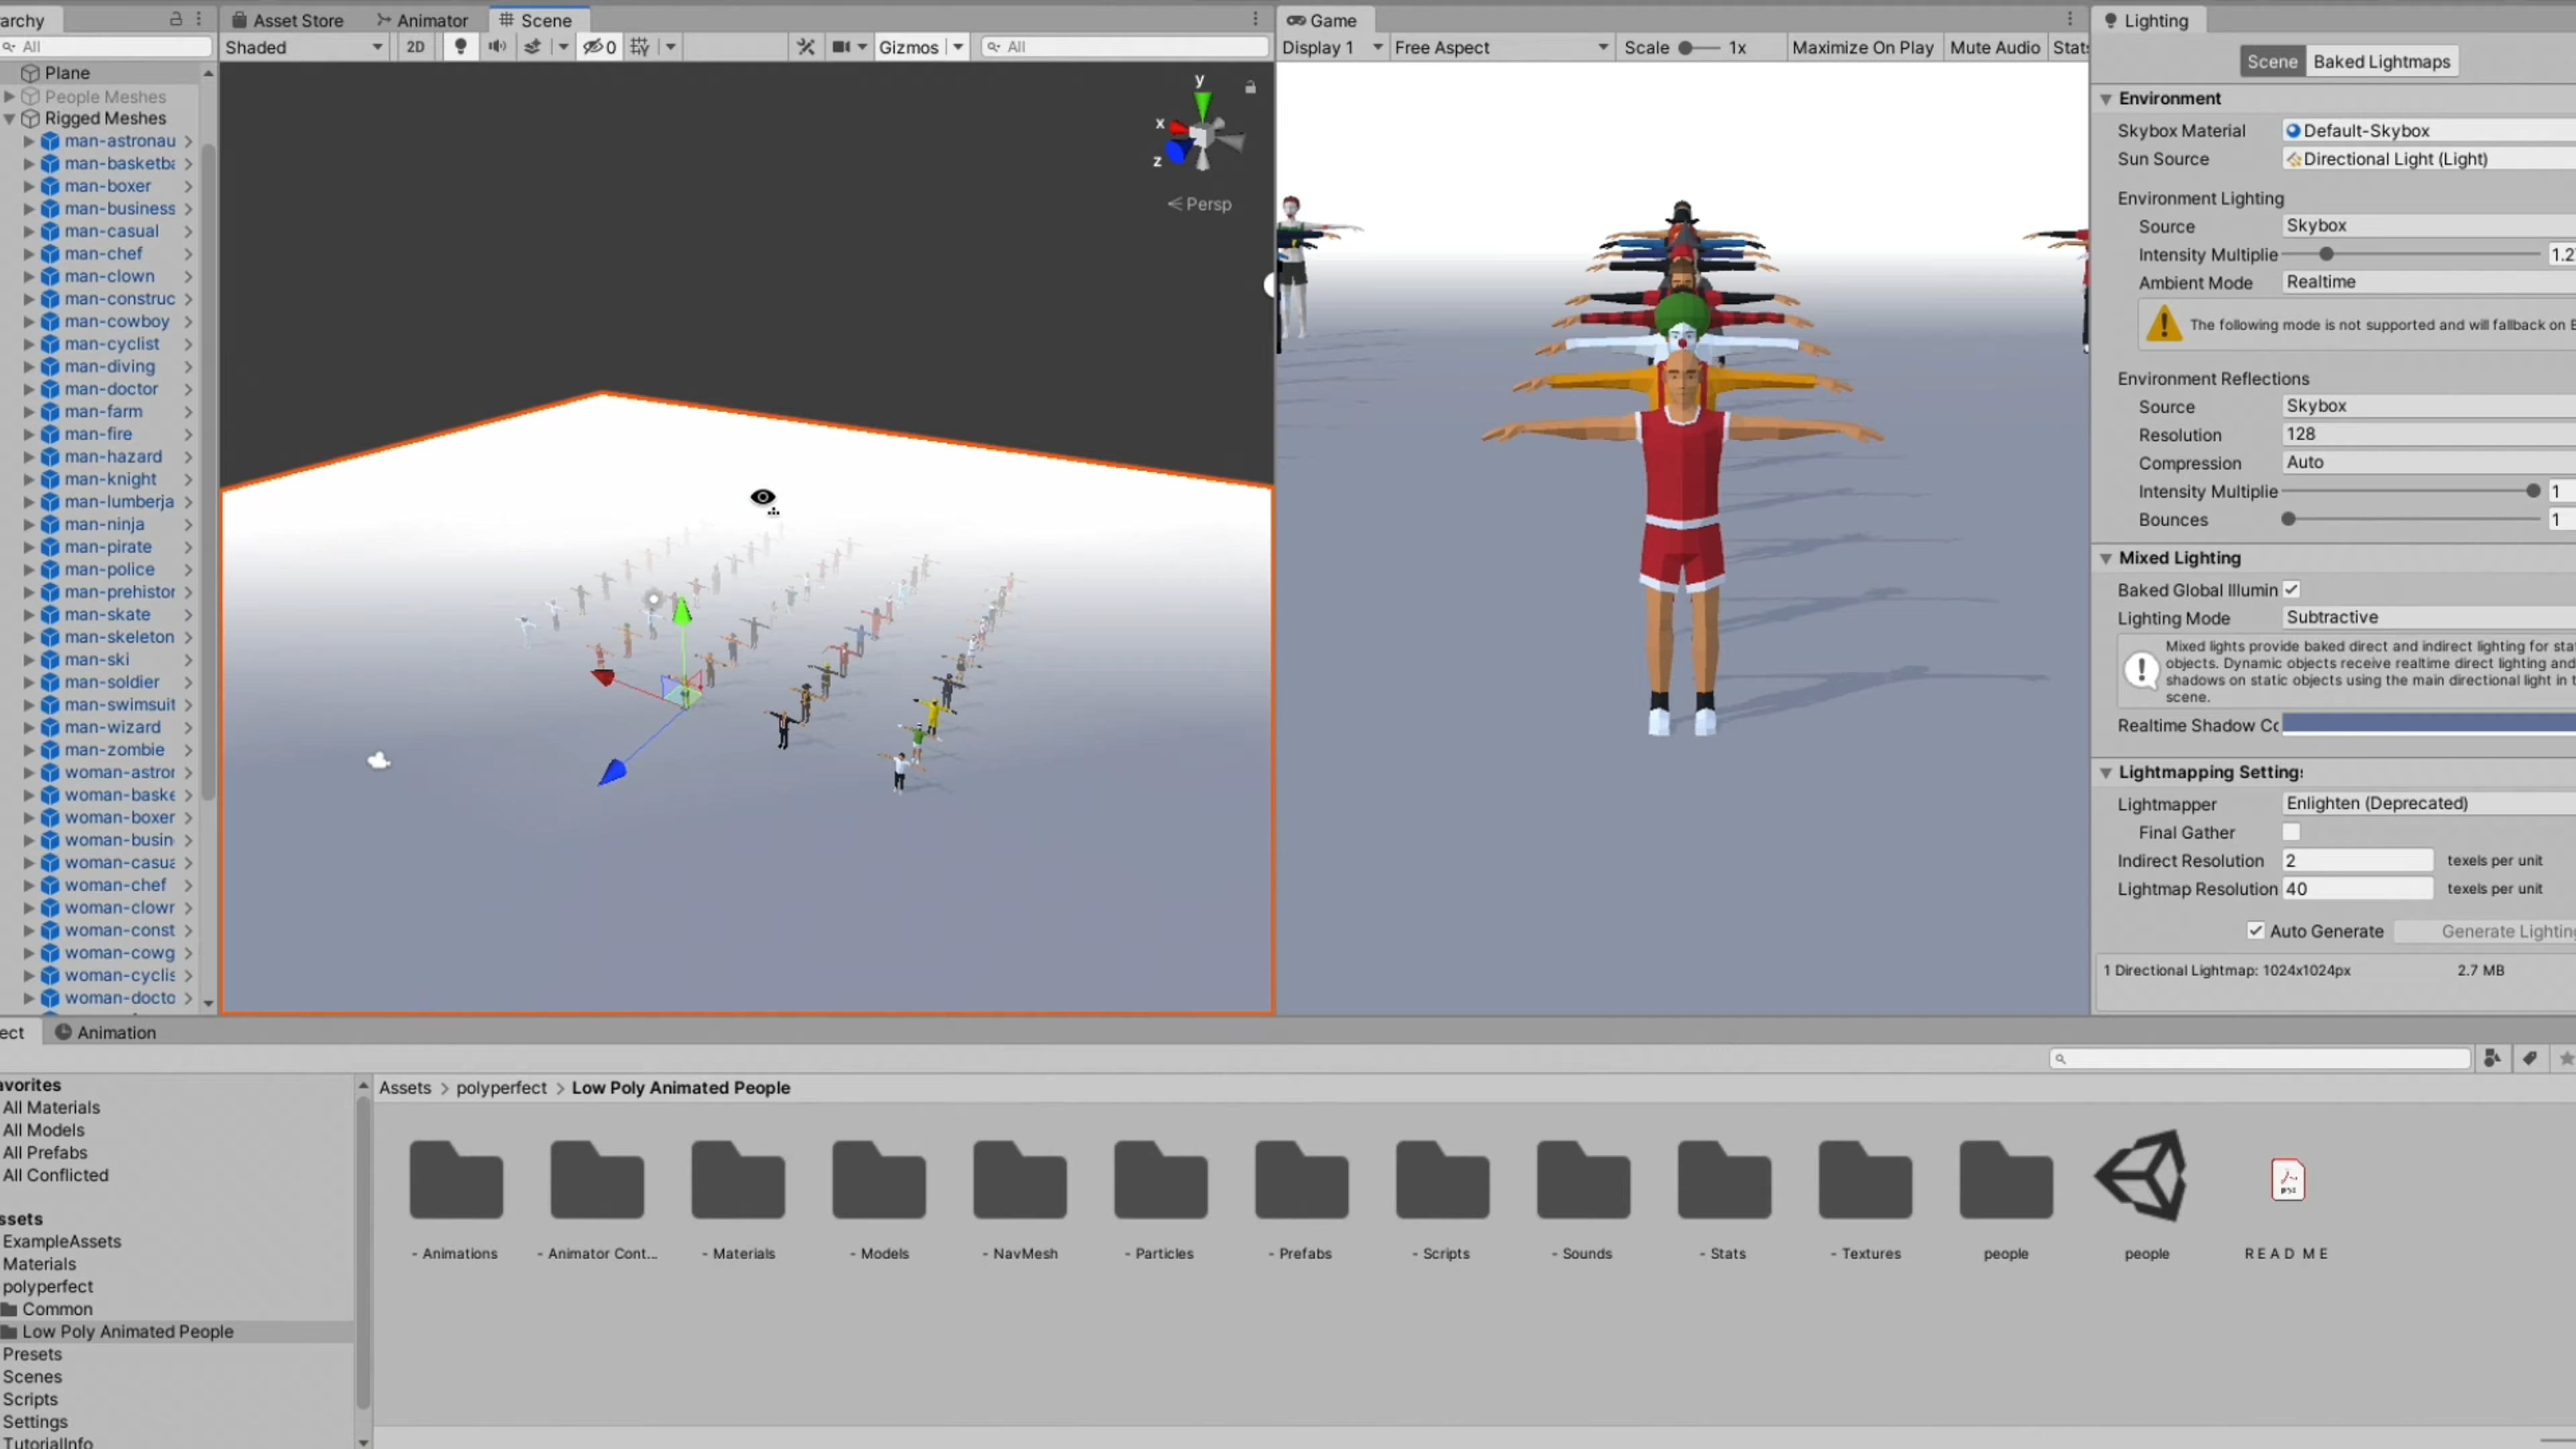 archy
All
Plane
People Meshes
Rigged Meshes
man-astronau
man-basketba
man-boxer
man-business
man-casual
man-chef
man-clown
man-construc
man-cowboy
man-cyclist
man-diving
man-doctor
man-farm
man-fire
man-hazard
man-knight
man-lumberja
man-ninja
man-pirate
man-police
man-prehistor
man-skate
man-skeleton
man-ski
man-soldier
man-swimsuit
man-wizard
man-zombie
woman-astror
woman-baske
woman-boxer
woman-busin
woman-casua
woman-chef
woman-clowr
woman-const
woman-cowg
woman-cyclis
woman-docto
Asset Store
Animator
Scene
Shaded
2D
0
Gizmos
All
y
x
z
Persp
Game
Display 1
Free Aspect
Scale
1x
Maximize On Play
Mute Audio
Stats
Lighting
Scene
Baked Lightmaps
Environment
Skybox Material
Default-Skybox
Sun Source
Directional Light (Light)
Environment Lighting
Source
Skybox
Intensity Multiplie
1.2
Ambient Mode
Realtime
The following mode is not supported and will fallback on B
Environment Reflections
Source
Skybox
Resolution
128
Compression
Auto
Intensity Multiplie
1
Bounces
1
Mixed Lighting
Baked Global Illumin
Lighting Mode
Subtractive
Mixed lights provide baked direct and indirect lighting for sta
objects. Dynamic objects receive realtime direct lighting and
shadows on static objects using the main directional light in t
scene.
Realtime Shadow Co
Lightmapping Settings
Lightmapper
Enlighten (Deprecated)
Final Gather
Indirect Resolution
2
texels per unit
Lightmap Resolution
40
texels per unit
Auto Generate
Generate Lighting
1 Directional Lightmap: 1024x1024px
2.7 MB
ect
Animation
avorites
All Materials
All Models
All Prefabs
All Conflicted
ssets
ExampleAssets
Materials
polyperfect
Common
Low Poly Animated People
Presets
Scenes
Scripts
Settings
TutorialInfo
Assets > polyperfect > Low Poly Animated People
- Animations
- Animator Cont...
- Materials
- Models
- NavMesh
- Particles
- Prefabs
- Scripts
- Sounds
- Stats
- Textures
people
people
R E A D M E